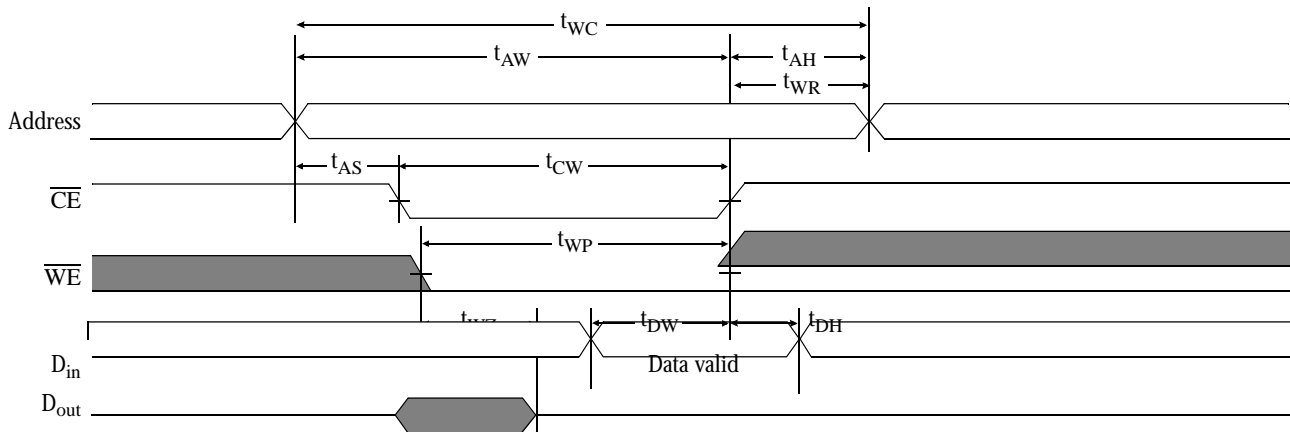 tWC
tAW
tAH
tWR
Address
tAS
tCW
CE
tWP
WE
tDW
tDH
Din
Data valid
Dout